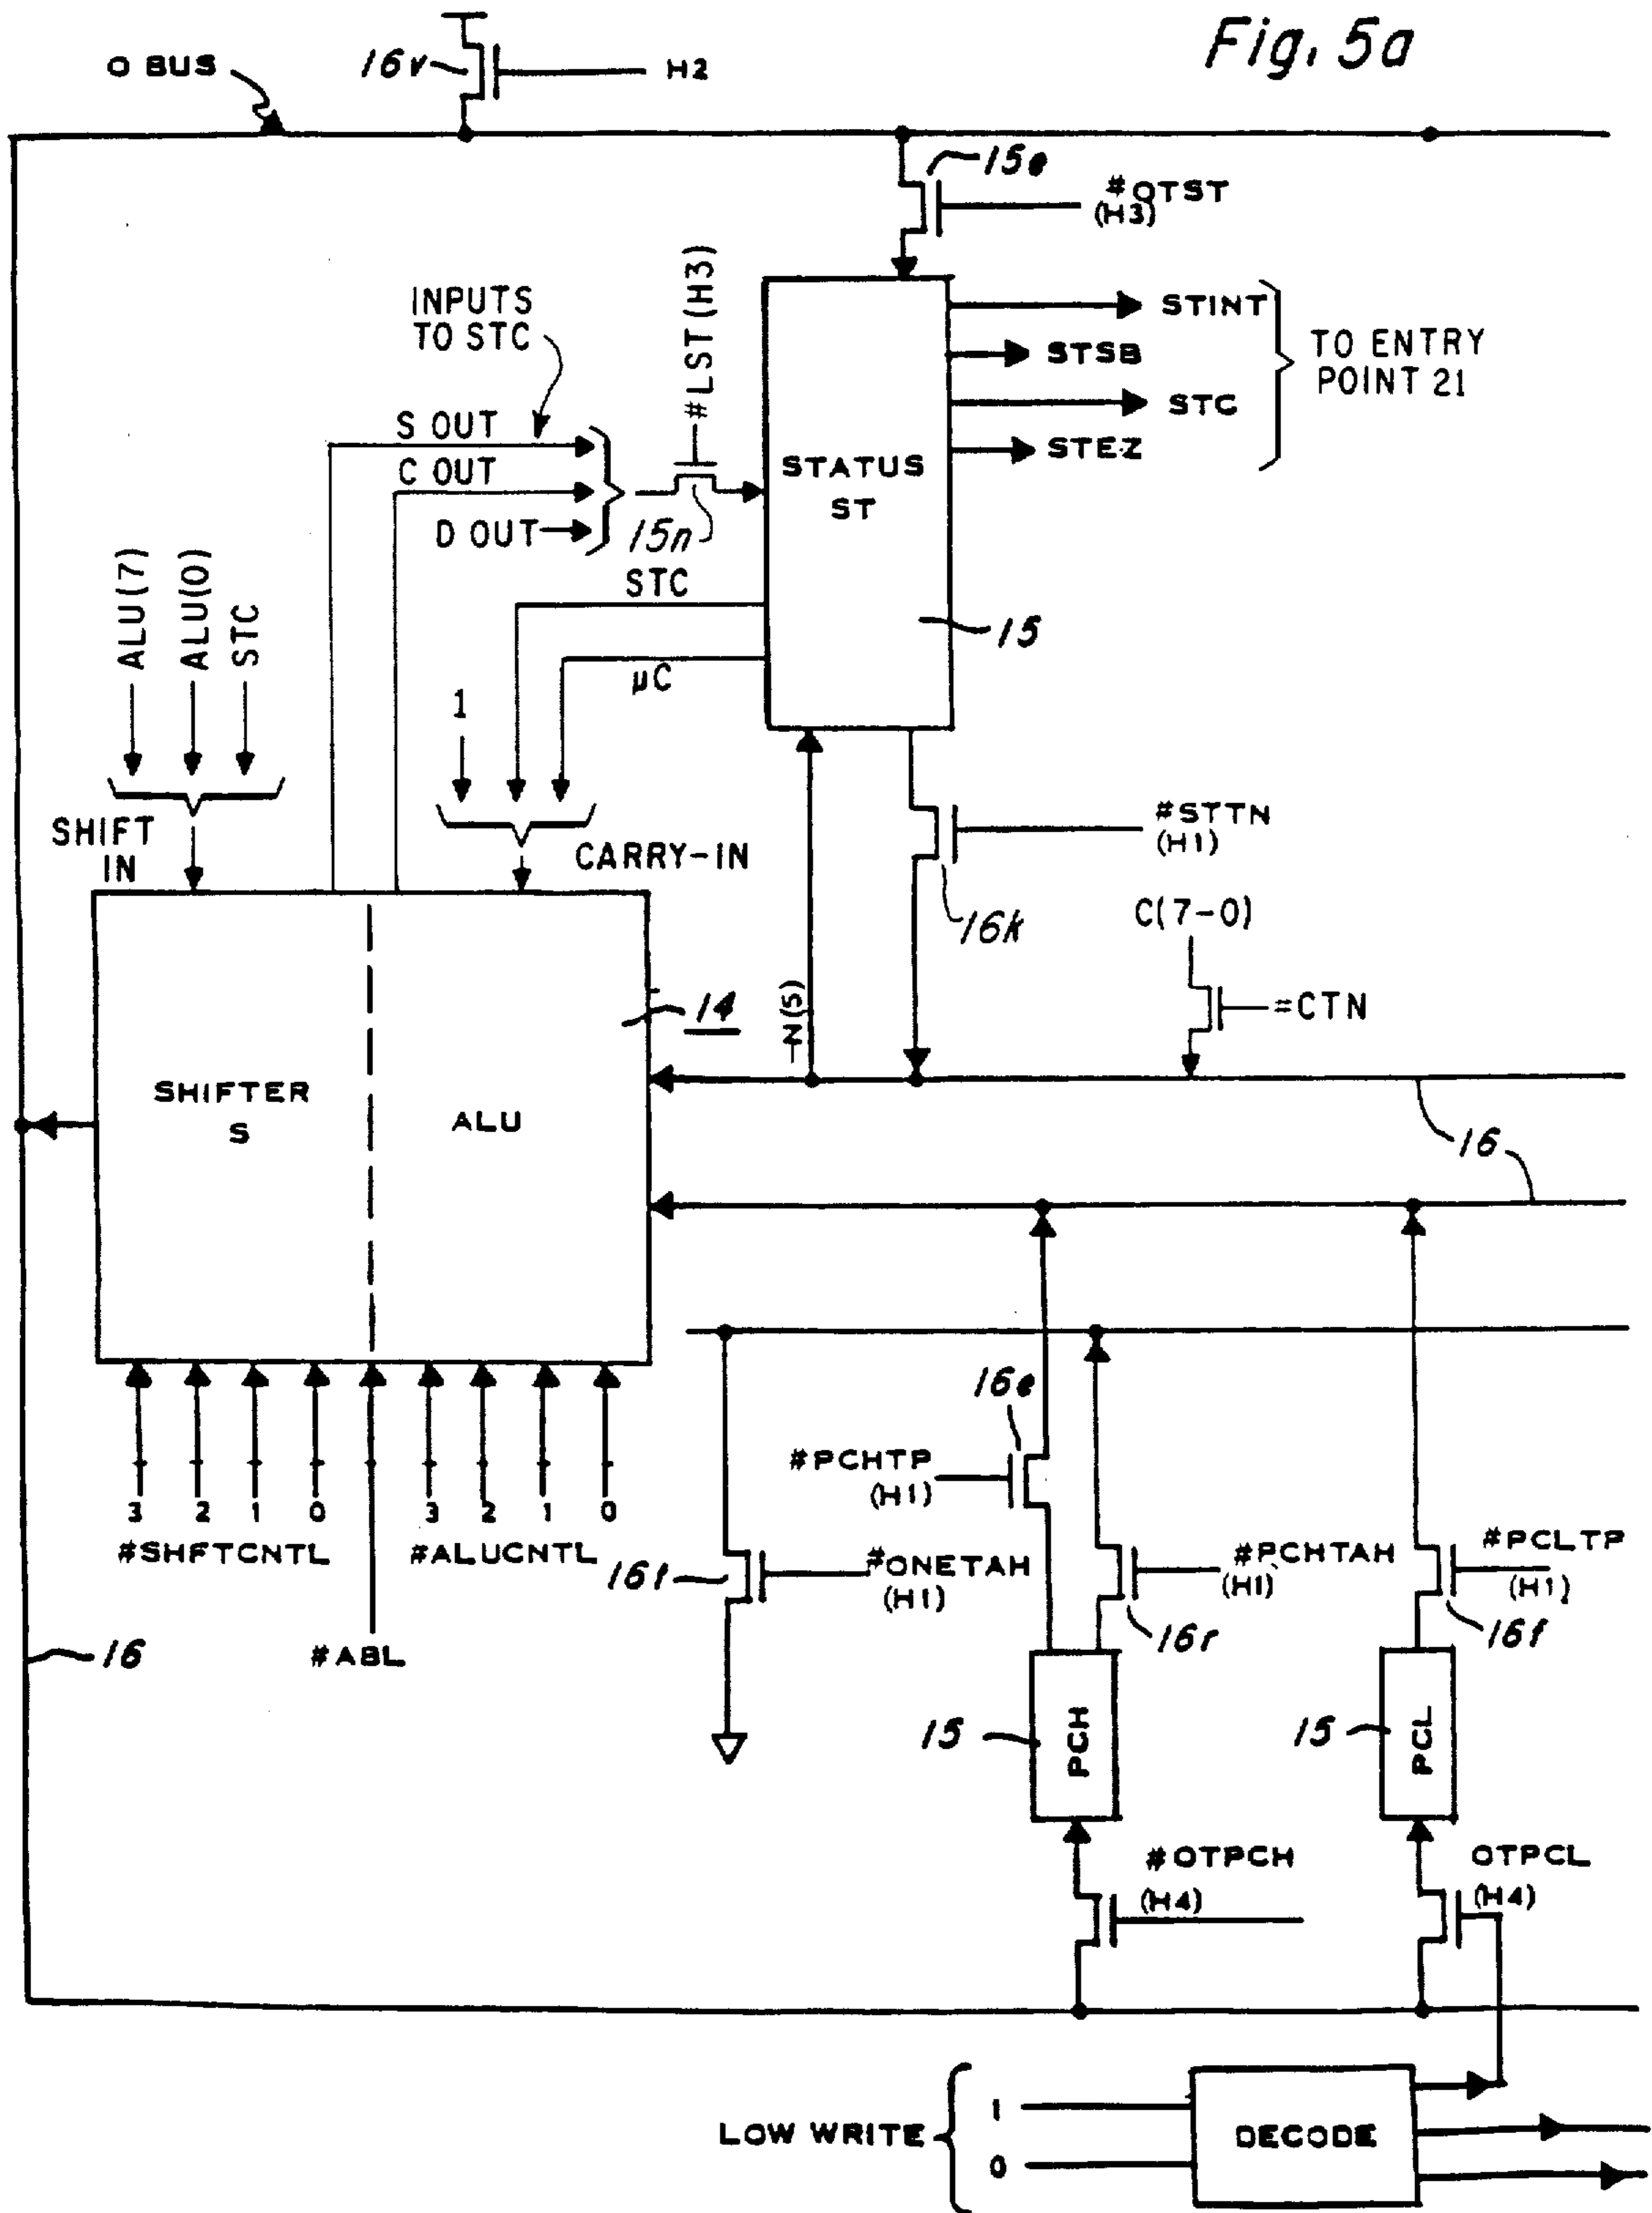 Fig. 5a
O BUS
16v
H2
15e
#OTST
(H3)
INPUTS
TO STC
#LST(H3)
STINT
STSB
STC
STEZ
TO ENTRY
POINT 21
S OUT
C OUT
D OUT
15n
STATUS
ST
ALU(7)
ALU(0)
STC
STC
µC
15
1
SHIFT
IN
CARRY-IN
#STTN
(H1)
16k
C(7-0)
=CTN
N(S)
14
SHIFTER
S
ALU
16
16e
#PCHTP
(H1)
3
2
1
0
3
2
1
0
#SHFTCNTL
#ALUCNTL
#ABL
16
#ONETAH
(H1)
#PCHTAH
(H1)
#PCLTP
(H1)
16r
16f
15
PCH
15
PCL
#OTPCH
(H4)
OTPCL
(H4)
LOW WRITE
1
0
DECODE